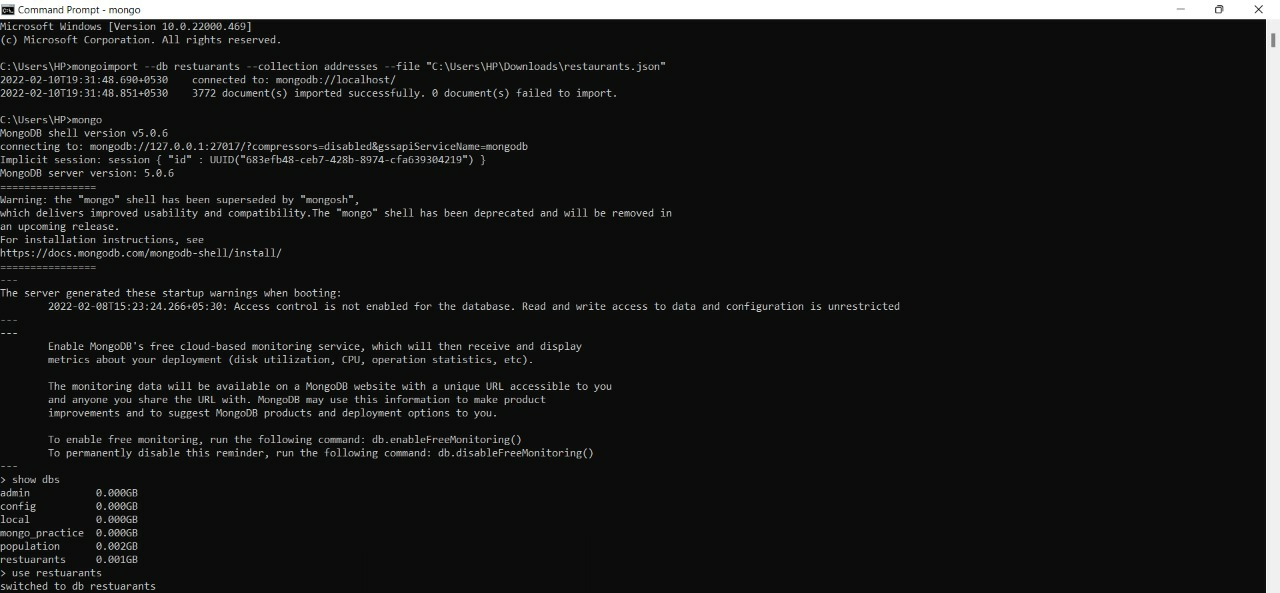 Command Prompt - mongo
Microsoft Windows [Version 10.0.22000.469]
(c) Microsoft Corporation. All rights reserved.
C:\Users\HP>mongoimport --db restuarants --collection addresses --file "C:\Users\HP\Downloads\restaurants.json"
2022-02-10T19:31:48.690+0530    connected to: mongodb://localhost/
2022-02-10T19:31:48.851+0530    3772 document(s) imported successfully. 0 document(s) failed to import.
C:\Users\HP>mongo
MongoDB shell version v5.0.6
connecting to: mongodb://127.0.0.1:27017/?compressors=disabled&gssapiServiceName=mongodb
Implicit session: session { "id" : UUID("683efb48-ceb7-428b-8974-cfa639304219") }
MongoDB server version: 5.0.6
================
Warning: the "mongo" shell has been superseded by "mongosh",
which delivers improved usability and compatibility.The "mongo" shell has been deprecated and will be removed in
an upcoming release.
For installation instructions, see
https://docs.mongodb.com/mongodb-shell/install/
================
---
The server generated these startup warnings when booting:
        2022-02-08T15:23:24.266+05:30: Access control is not enabled for the database. Read and write access to data and configuration is unrestricted
---
---
        Enable MongoDB's free cloud-based monitoring service, which will then receive and display
        metrics about your deployment (disk utilization, CPU, operation statistics, etc).
        The monitoring data will be available on a MongoDB website with a unique URL accessible to you
        and anyone you share the URL with. MongoDB may use this information to make product
        improvements and to suggest MongoDB products and deployment options to you.
        To enable free monitoring, run the following command: db.enableFreeMonitoring()
        To permanently disable this reminder, run the following command: db.disableFreeMonitoring()
---
> show dbs
admin           0.000GB
config          0.000GB
local           0.000GB
mongo_practice  0.000GB
population      0.002GB
restuarants     0.001GB
> use restuarants
switched to db restuarants